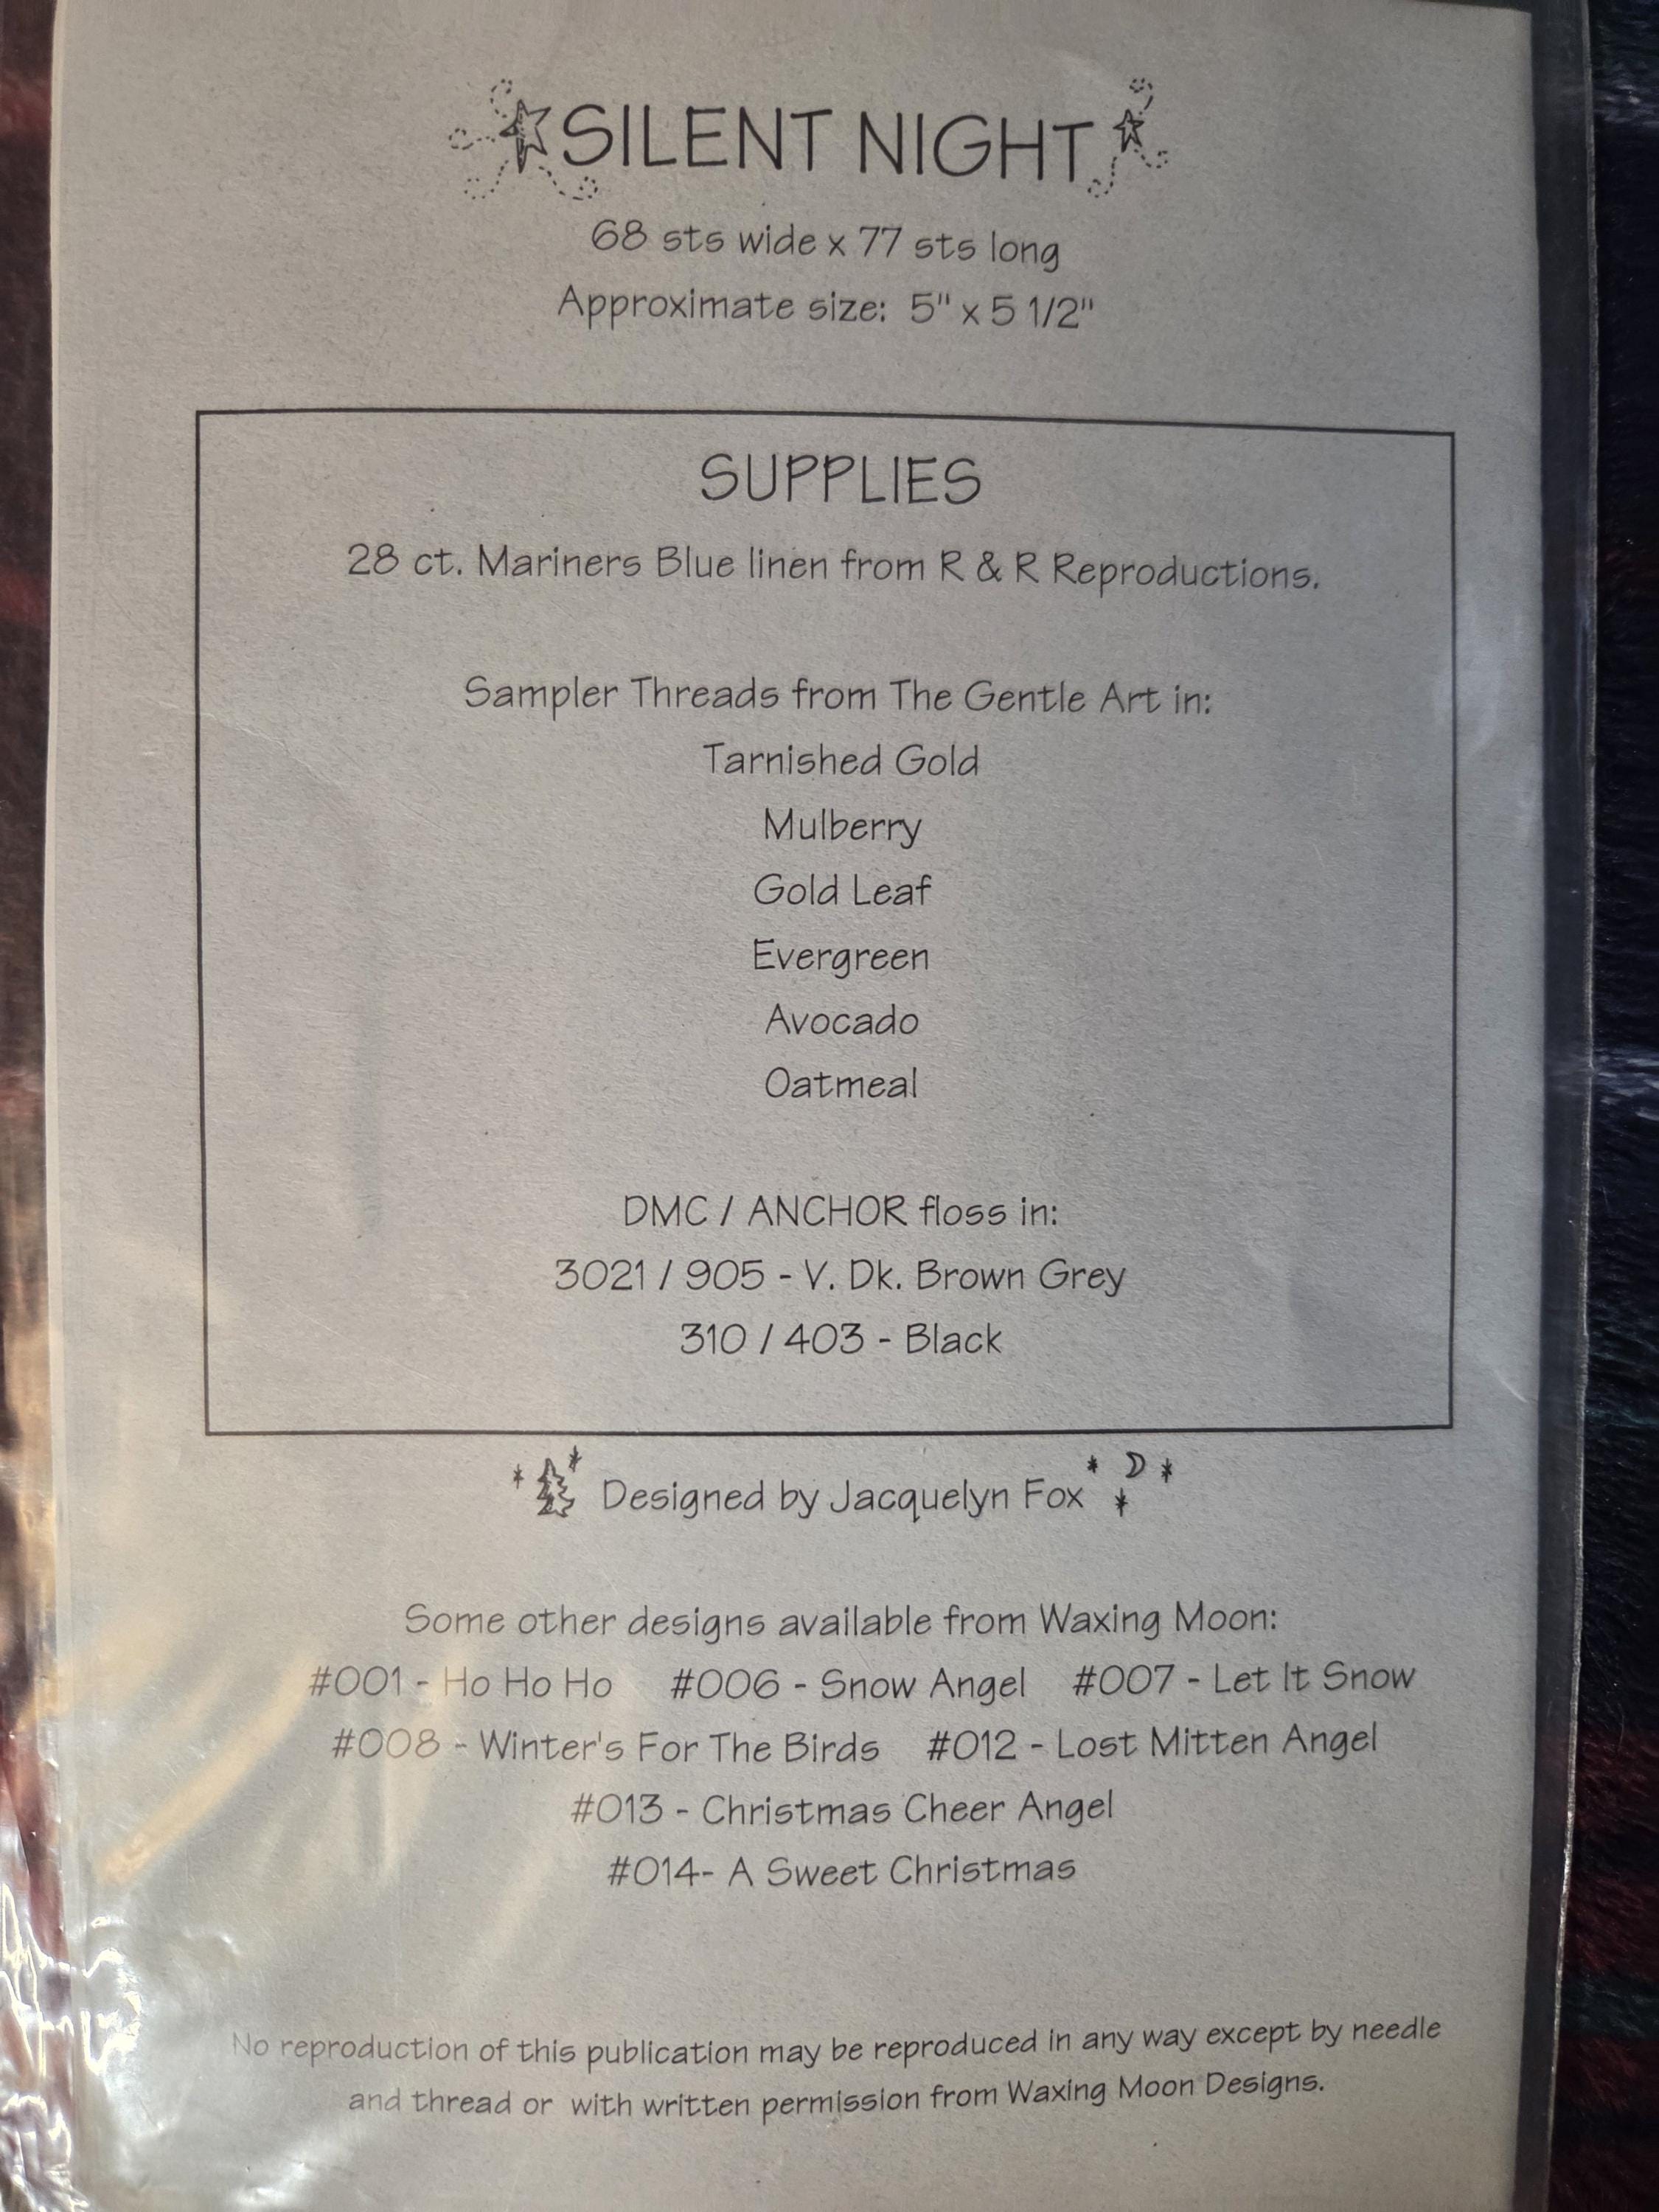 SILENT NIGHT
68 sts wide x 77 sts long
Approximate size: 5" x 5 1/2"
SUPPLIES
28 ct. Mariners Blue linen from R & R Reproductions.
Sampler Threads from The Gentle Art in:
Tarnished Gold
Mulberry
Gold Leaf
Evergreen
Avocado
Oatmeal
DMC / ANCHOR floss in:
3021 / 905 - V. Dk. Brown Grey
310 / 403 - Black
Designed by Jacquelyn Fox
Some other designs available from Waxing Moon:
#001 - Ho Ho Ho #006 - Snow Angel #007 - Let It Snow
#008 - Winter's For The Birds #012 - Lost Mitten Angel
#013 - Christmas Cheer Angel
#014- A Sweet Christmas
No reproduction of this publication may be reproduced in any way except by needle
and thread or with written permission from Waxing Moon Designs.